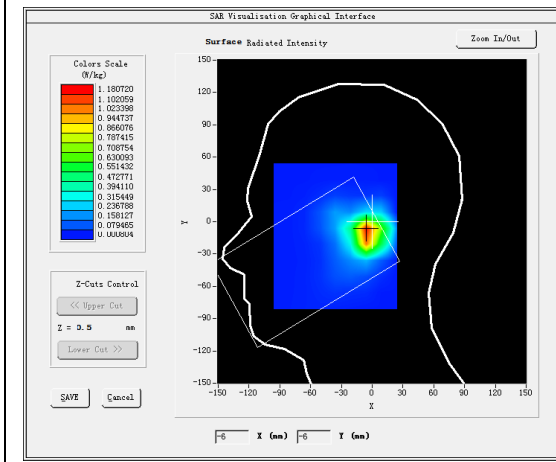 SAR Visualisation Graphical Interface
Surface Radiated Intensity
Zoom In/Out
Colors Scale
(W/kg)
1.180720
1.102059
1.023398
0.944737
0.866076
0.787415
0.708754
0.630093
0.551432
0.472771
0.394110
0.315449
0.236788
0.158127
0.079465
0.000804
150
120
90
60
30
0
-30
-60
-90
-120
-150
Y
-150 -120 -90 -60 -30 0 30 60 90 120 150
X
Z-Cuts Control
<< Upper Cut
Z = 0.5 mm
Lower Cut >>
SAVE Cancel
-6 X (mm) -6 Y (mm)